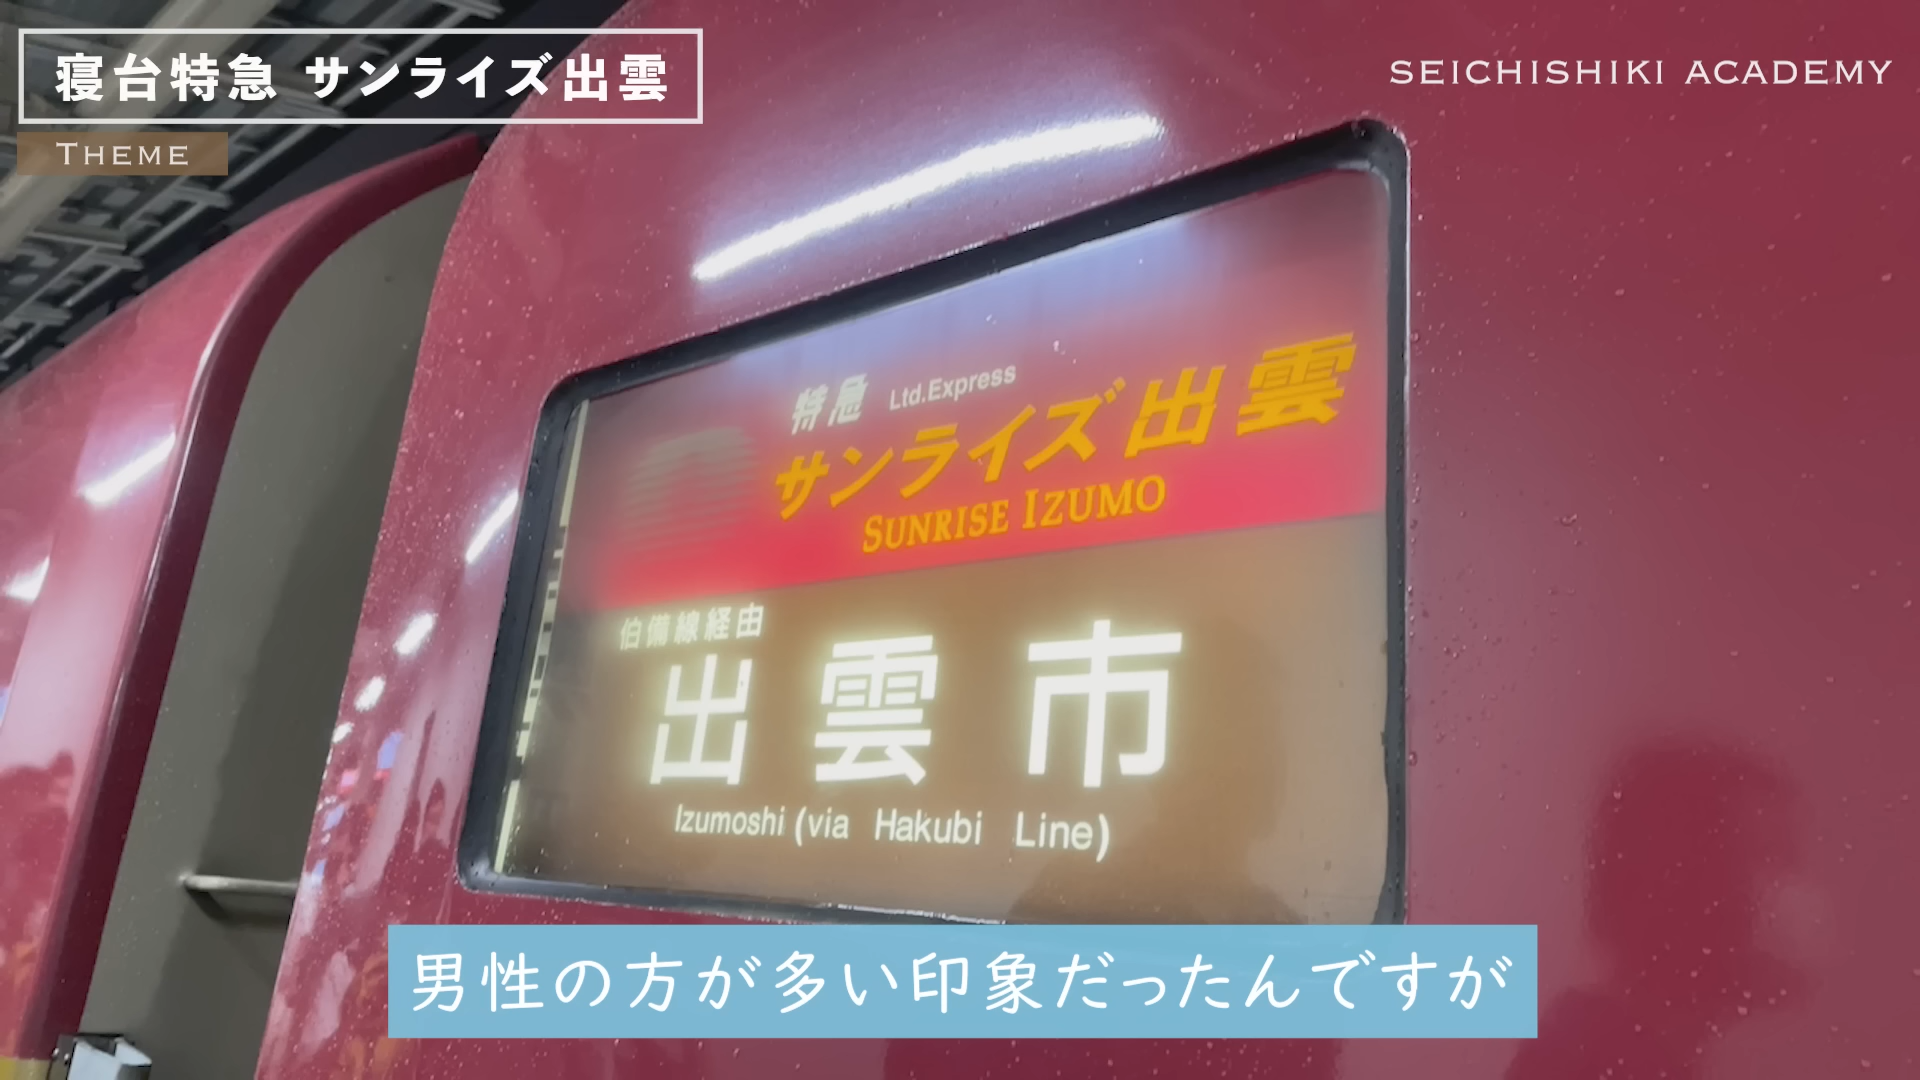 寝台特急 サンライズ出雲
THEME
SEICHISHIKI ACADEMY
特急 Ltd.Express
サンライズ出雲
SUNRISE IZUMO
伯備線経由
出雲市
Izumoshi (via Hakubi Line)
男性の方が多い印象だったんですが